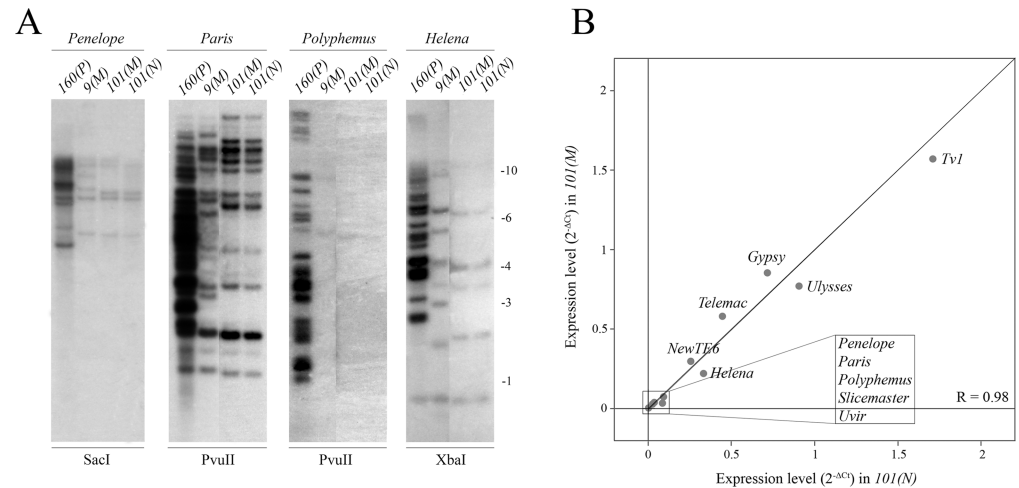 A
Penelope
Paris
Polyphemus
Helena
160(P) 9(M) 101(M) 101(N)
160(P) 9(M) 101(M) 101(N)
160(P) 9(M) 101(M) 101(N)
160(P) 9(M) 101(M) 101(N)
-10
-6
-4
-3
-1
SacI
PvuII
PvuII
XbaI
B
Expression level (2-ΔCt) in 101(M)
2
1.5
1
0.5
0
Tv1
Gypsy
Ulysses
Telemac
NewTE6
Helena
Penelope
Paris
Polyphemus
Slicemaster
Uvir
R = 0.98
0 0.5 1 1.5 2
Expression level (2-ΔCt) in 101(N)